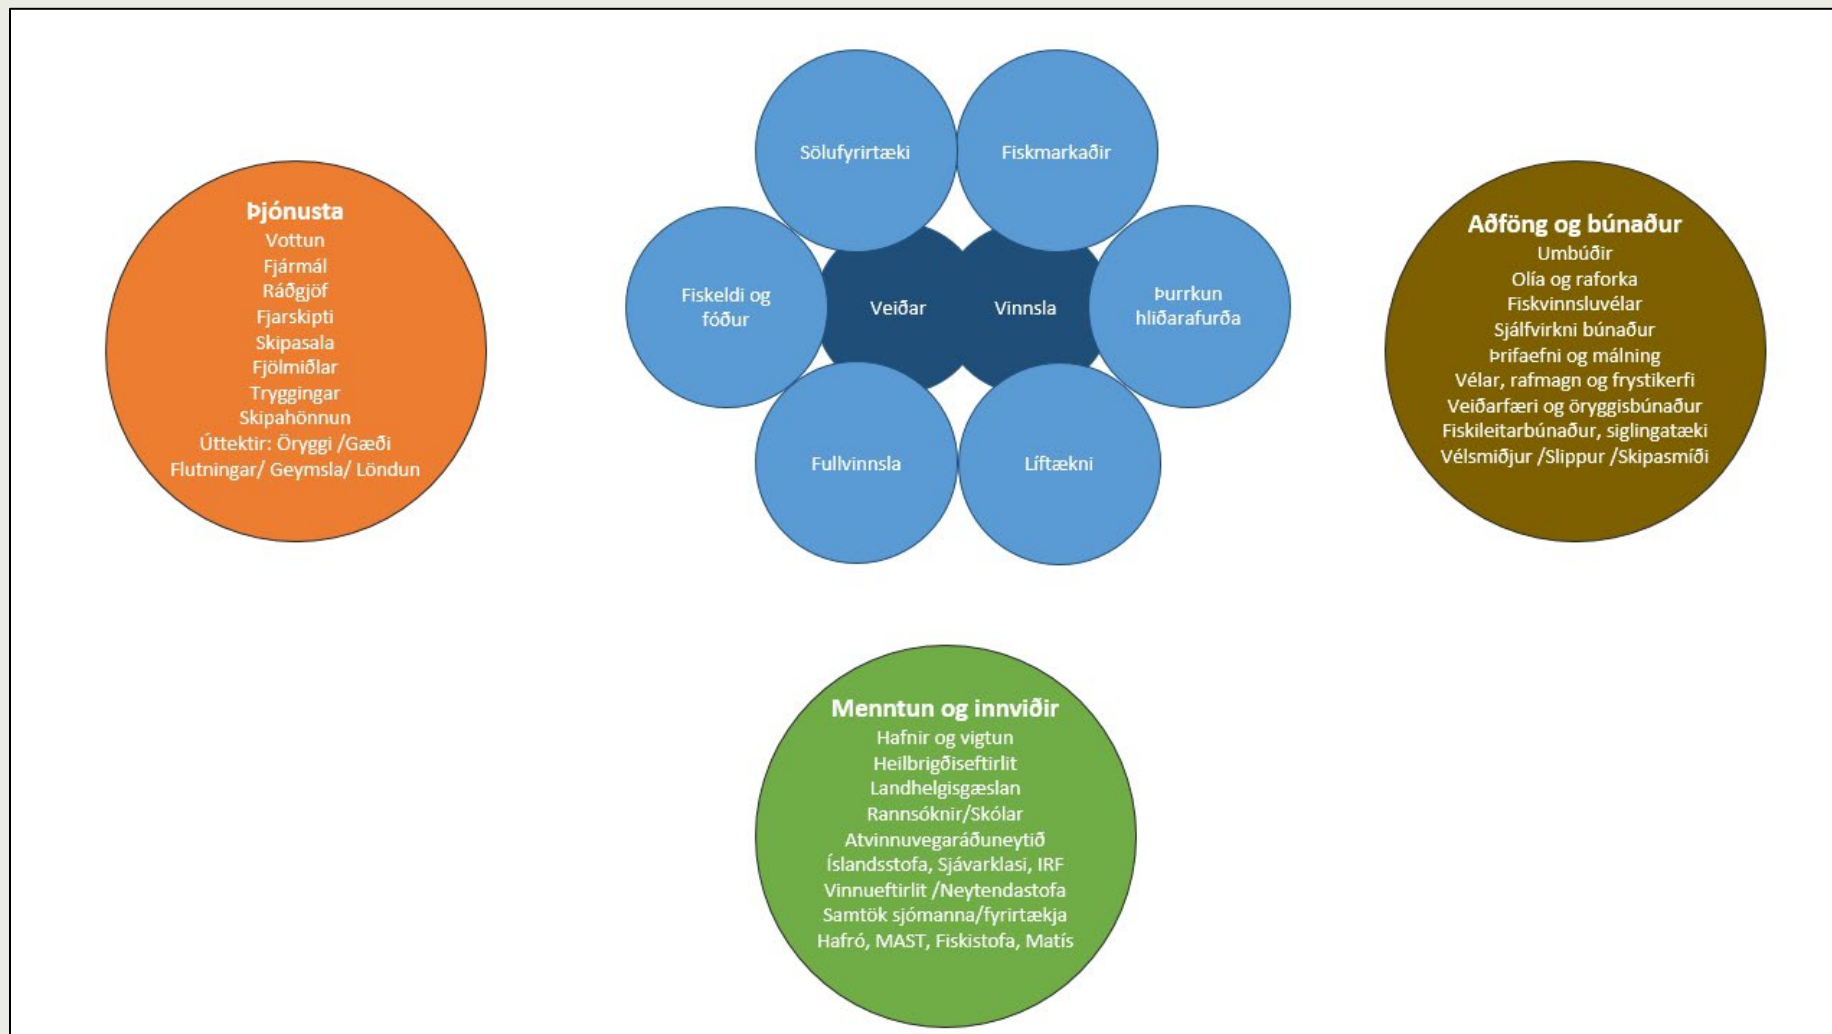 Þjónusta
Vottun
Fjármál
Ráðgjöf
Fjarskipti
Skipasala
Fjölmiðlar
Tryggingar
Skipahönnun
Úttektir: Öryggi /Gæði
Flutningar/ Geymsla/ Löndun
Sölufyrirtæki
Fiskmarkaðir
Fiskeldi og
fóður
Veiðar
Vinnsla
Þurrkun
hliðarafurða
Fullvinnsla
Líftækni
Aðföng og búnaður
Umbúðir
Olía og raforka
Fiskvinnsluvélar
Sjálfvirkni búnaður
Þrifaefni og málning
Vélar, rafmagn og frystikerfi
Veiðarfæri og öryggisbúnaður
Fiskileitarbúnaður, siglingatæki
Vélsmiðjur /Slippur /Skipasmíði
Menntun og innviðir
Hafnir og vigtun
Heilbrigðiseftirlit
Landhelgisgæslan
Rannsóknir/Skólar
Atvinnuvegaráðuneytið
Íslandsstofa, Sjávarklasi, IRF
Vinnueftirlit /Neytendastofa
Samtök sjómanna/fyrirtækja
Hafró, MAST, Fiskistofa, Matís